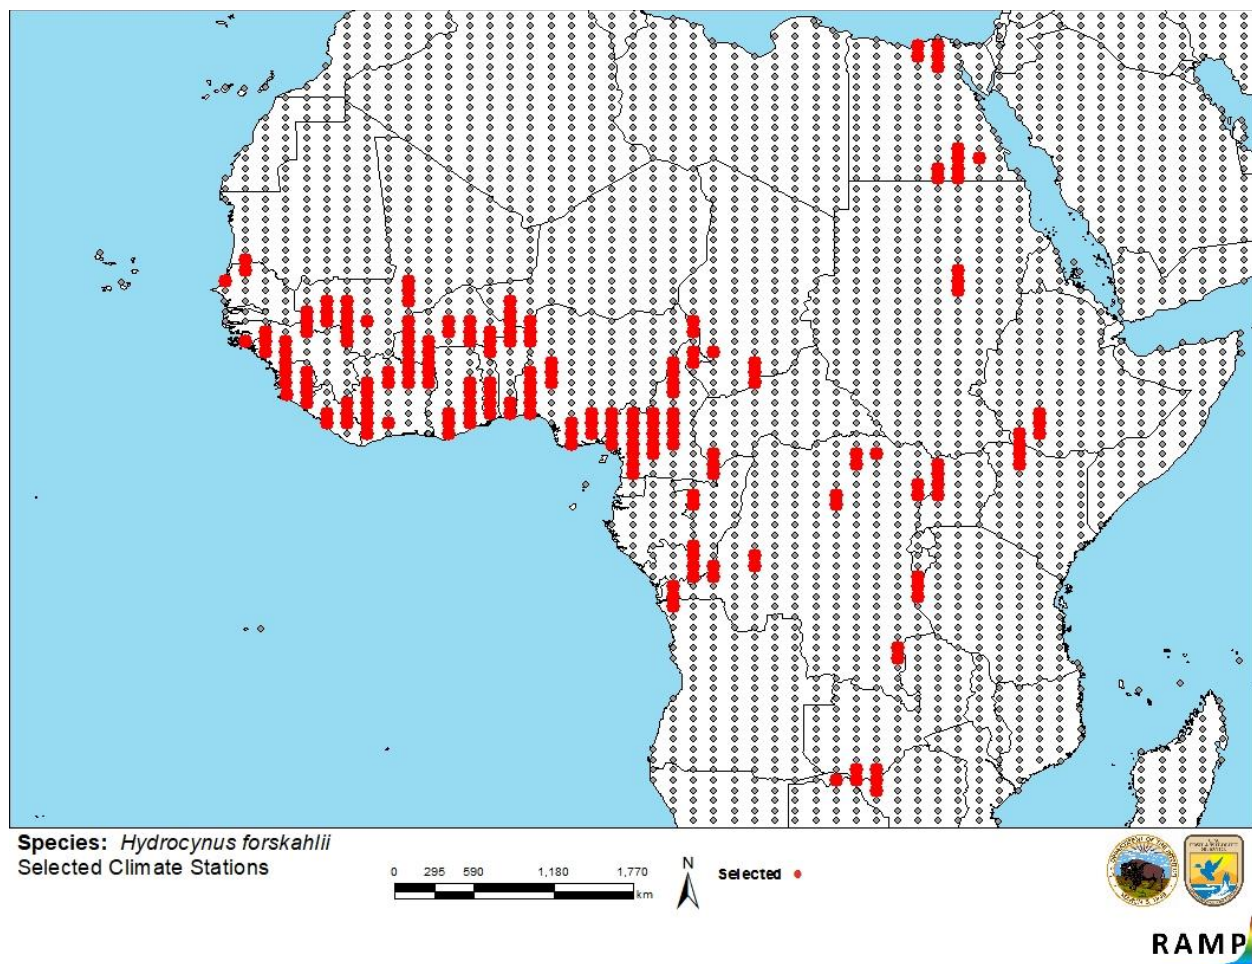 Species: Hydrocynus forskahlii
Selected Climate Stations
0 295 590 1,180 1,770
km
N
Selected
RAMP